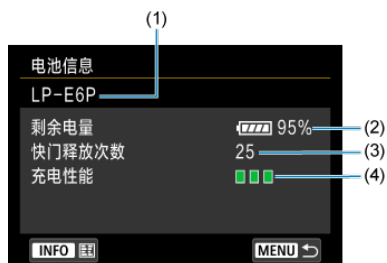 (1)
电池信息
LP-E6P
剩余电量 95% (2)
快门释放次数 25 (3)
充电性能 (4)
INFO MENU